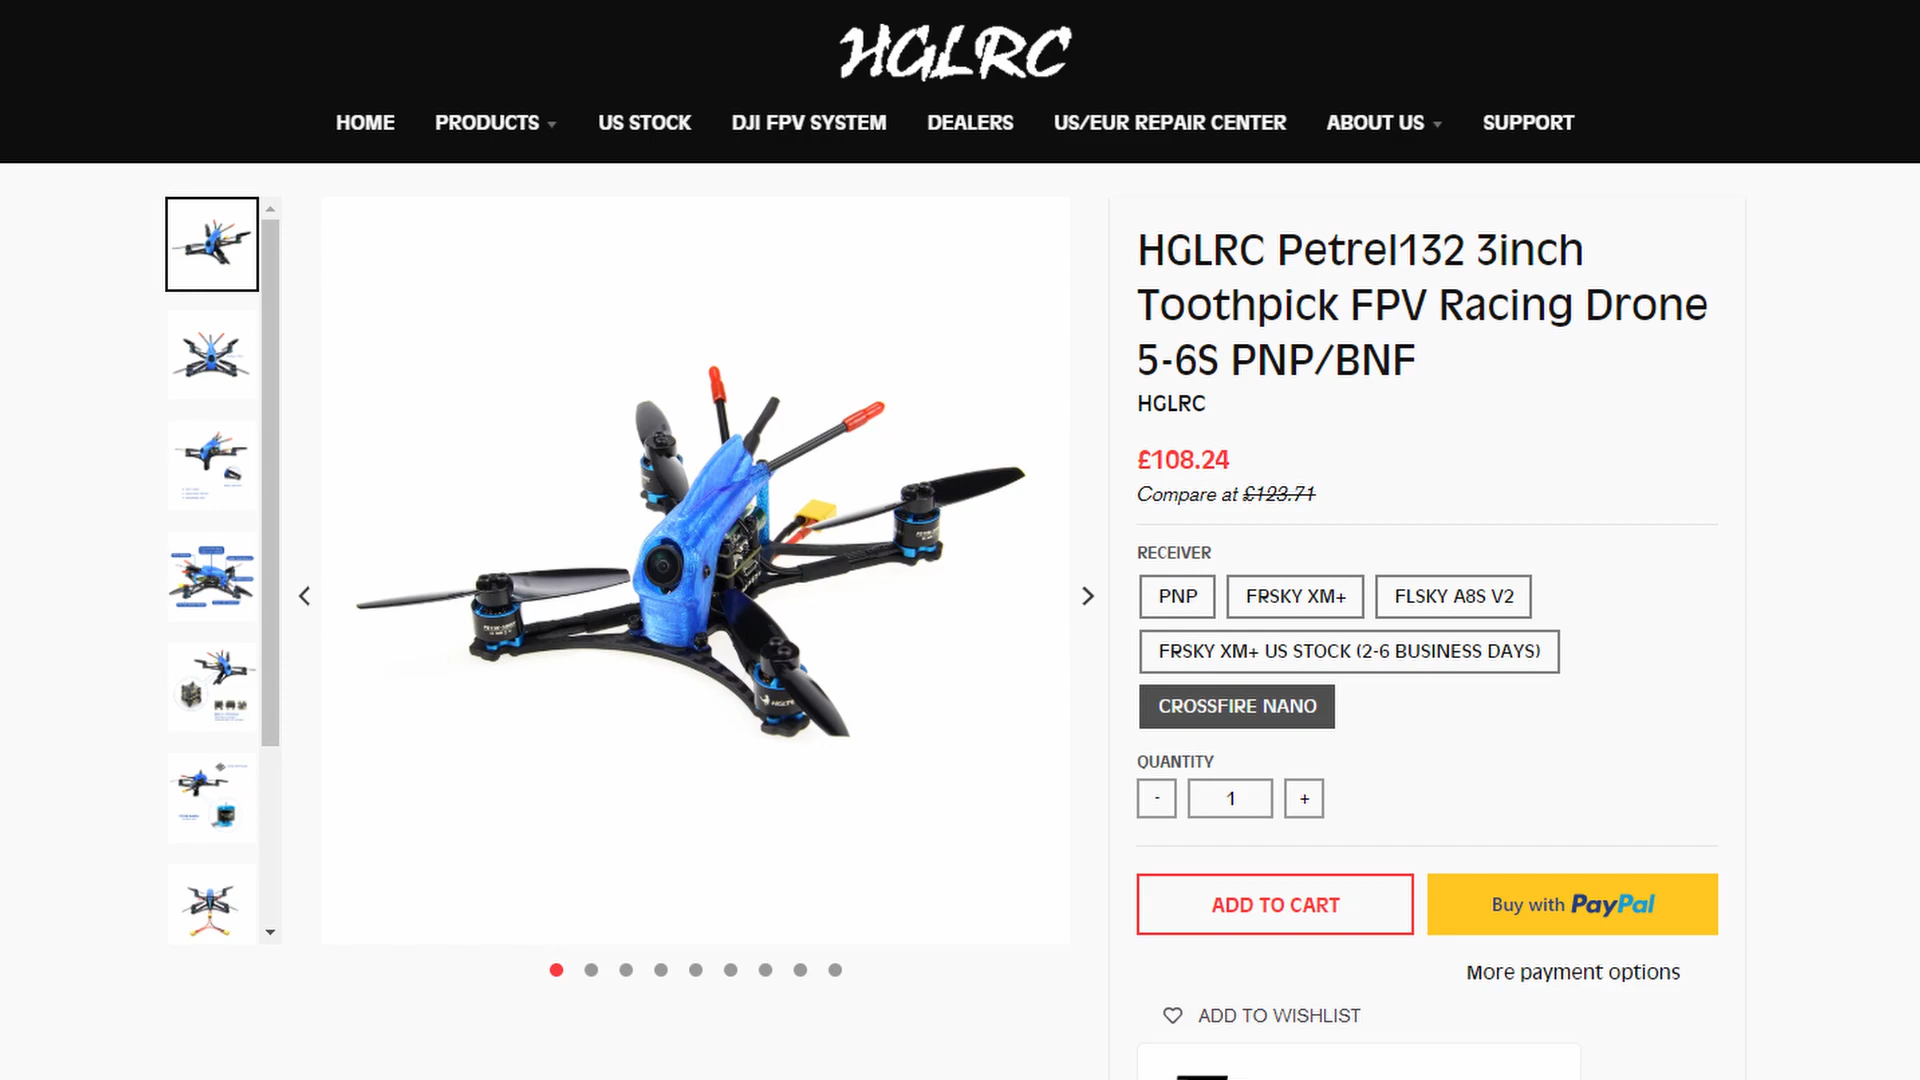 HGLRC
HOME PRODUCTS US STOCK DJI FPV SYSTEM DEALERS US/EUR REPAIR CENTER ABOUT US SUPPORT
HGLRC Petrel132 3inch
Toothpick FPV Racing Drone
5-6S PNP/BNF
HGLRC
£108.24
Compare at £123.71
RECEIVER
PNP FRSKY XM+ FLSKY A8S V2
FRSKY XM+ US STOCK (2-6 BUSINESS DAYS)
CROSSFIRE NANO
QUANTITY
- 1 +
ADD TO CART Buy with PayPal
More payment options
ADD TO WISHLIST